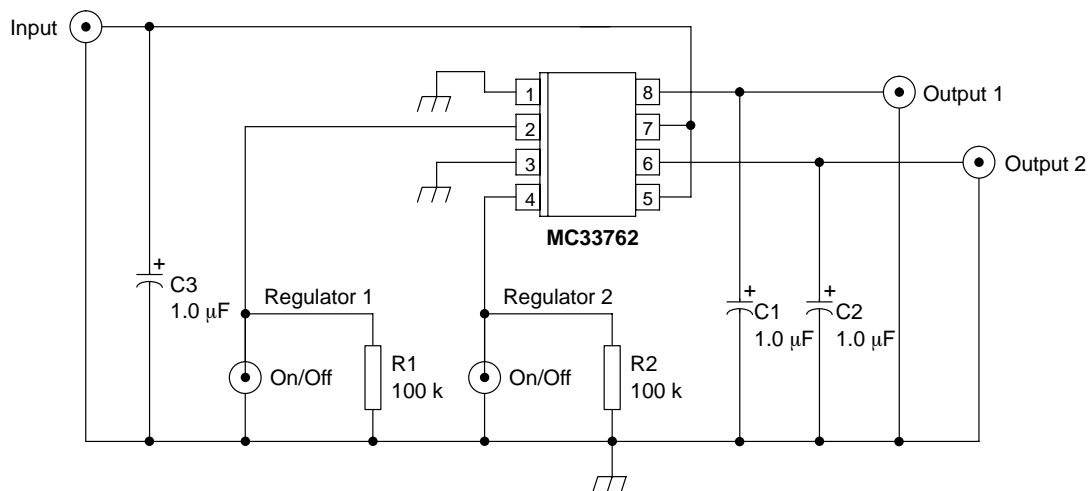 Input
Output 1
Output 2
1
2
3
4
8
7
6
5
MC33762
C3
1.0 μF
Regulator 1
On/Off
R1
100 k
Regulator 2
On/Off
R2
100 k
+
C1
1.0 μF
+
C2
1.0 μF
+